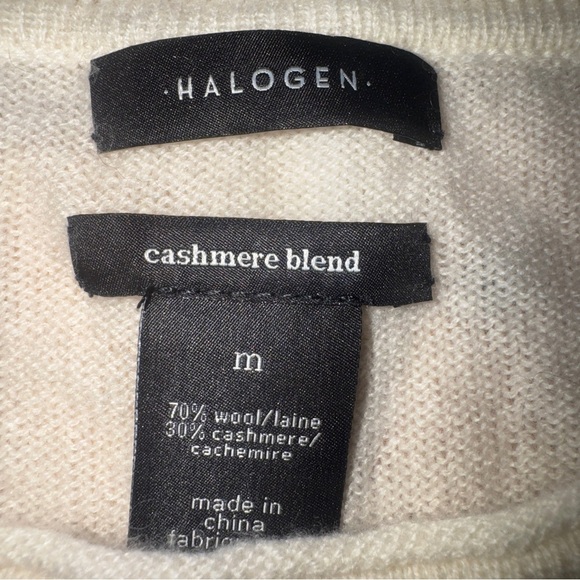 ·HALOGEN·
cashmere blend
m
70% wool/laine
30% cashmere/
cachemire
made in
china